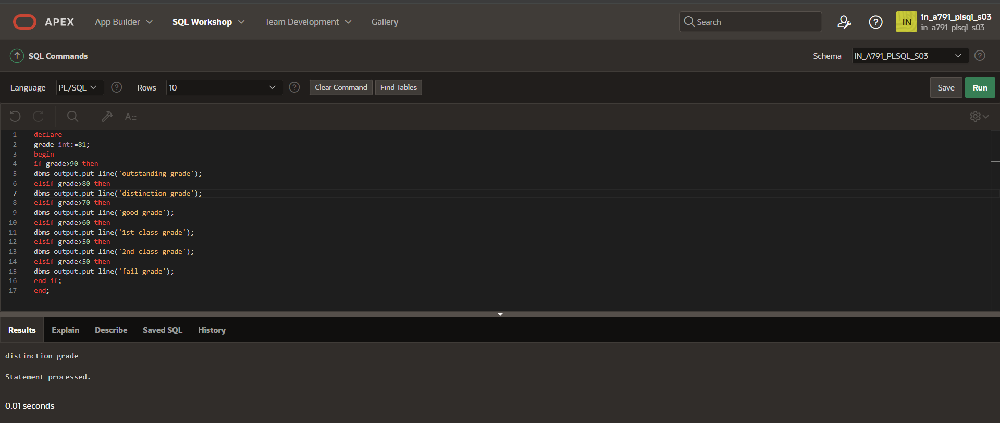 APEX App Builder SQL Workshop Team Development Gallery Search IN in_a791_plsql_s03
in_a791_plsql_s03
SQL Commands Schema IN_A791_PLSQL_S03
Language PL/SQL Rows 10 Clear Command Find Tables Save Run
A::
1 declare
2 grade int:=81;
3 begin
4 if grade>90 then
5 dbms_output.put_line('outstanding grade');
6 elsif grade>80 then
7 dbms_output.put_line('distinction grade');
8 elsif grade>70 then
9 dbms_output.put_line('good grade');
10 elsif grade>60 then
11 dbms_output.put_line('1st class grade');
12 elsif grade>50 then
13 dbms_output.put_line('2nd class grade');
14 elsif grade<50 then
15 dbms_output.put_line('fail grade');
16 end if;
17 end;
Results Explain Describe Saved SQL History
distinction grade
Statement processed.
0.01 seconds